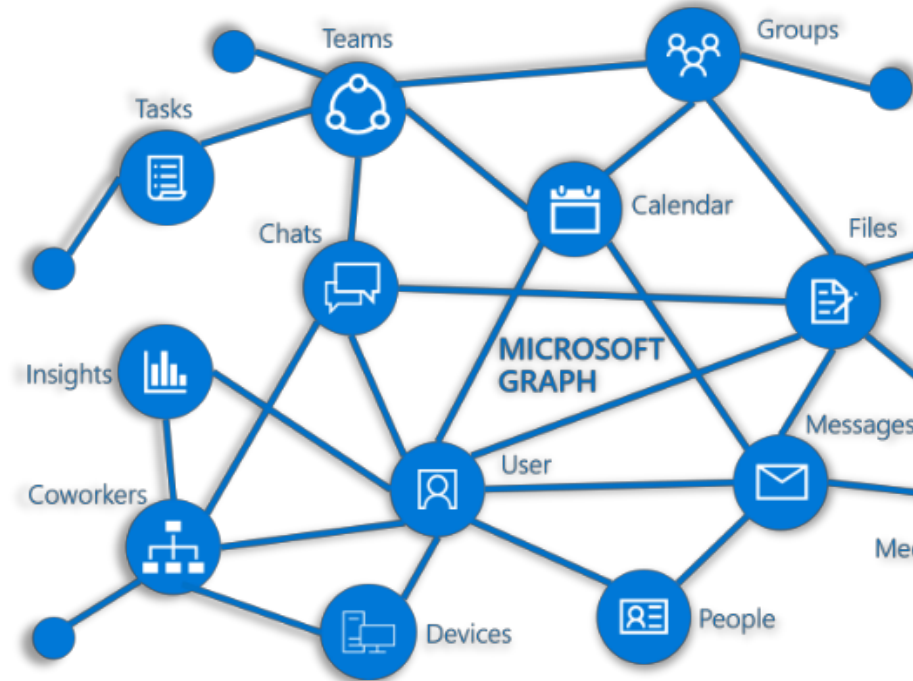 Teams
Groups
Tasks
Calendar
Chats
Files
MICROSOFT
GRAPH
Insights
Messages
User
Coworkers
People
Devices